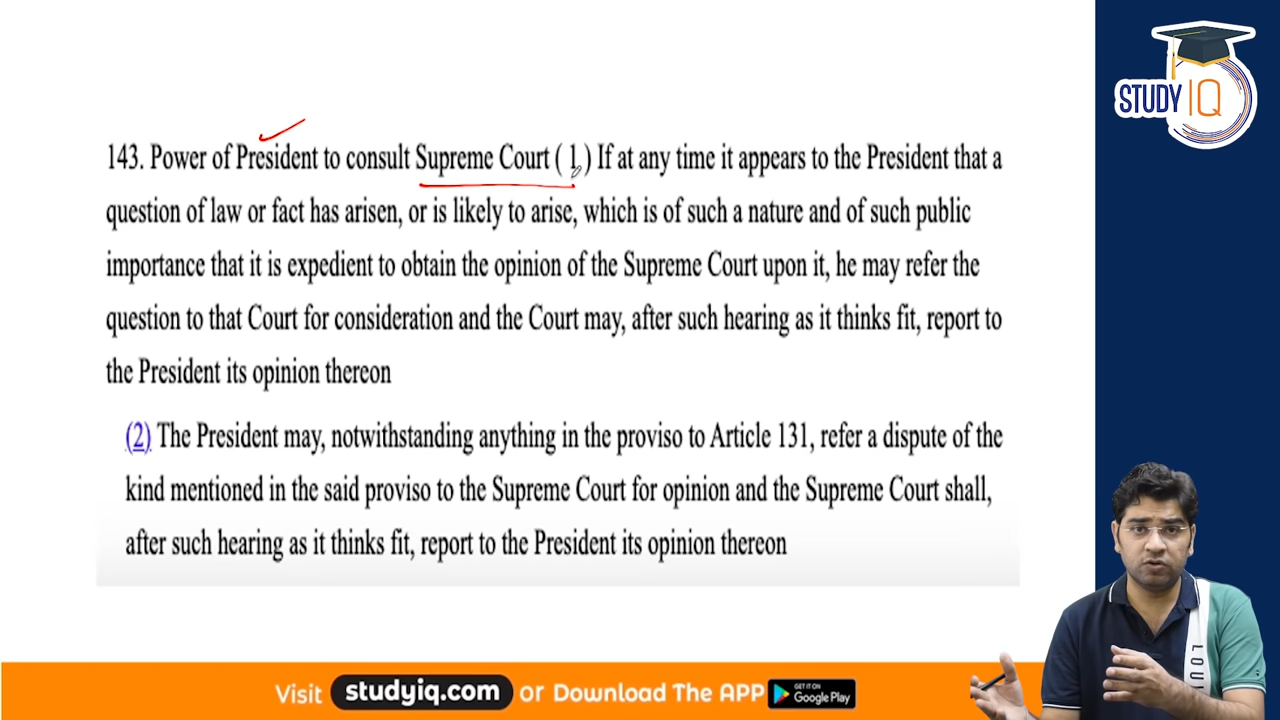 STUDY IQ
143. Power of President to consult Supreme Court ( 1 ) If at any time it appears to the President that a
question of law or fact has arisen, or is likely to arise, which is of such a nature and of such public
importance that it is expedient to obtain the opinion of the Supreme Court upon it, he may refer the
question to that Court for consideration and the Court may, after such hearing as it thinks fit, report to
the President its opinion thereon
(2) The President may, notwithstanding anything in the proviso to Article 131, refer a dispute of the
kind mentioned in the said proviso to the Supreme Court for opinion and the Supreme Court shall,
after such hearing as it thinks fit, report to the President its opinion thereon
LOUI
Visit studyiq.com or Download The APP GET IT ON Google Play